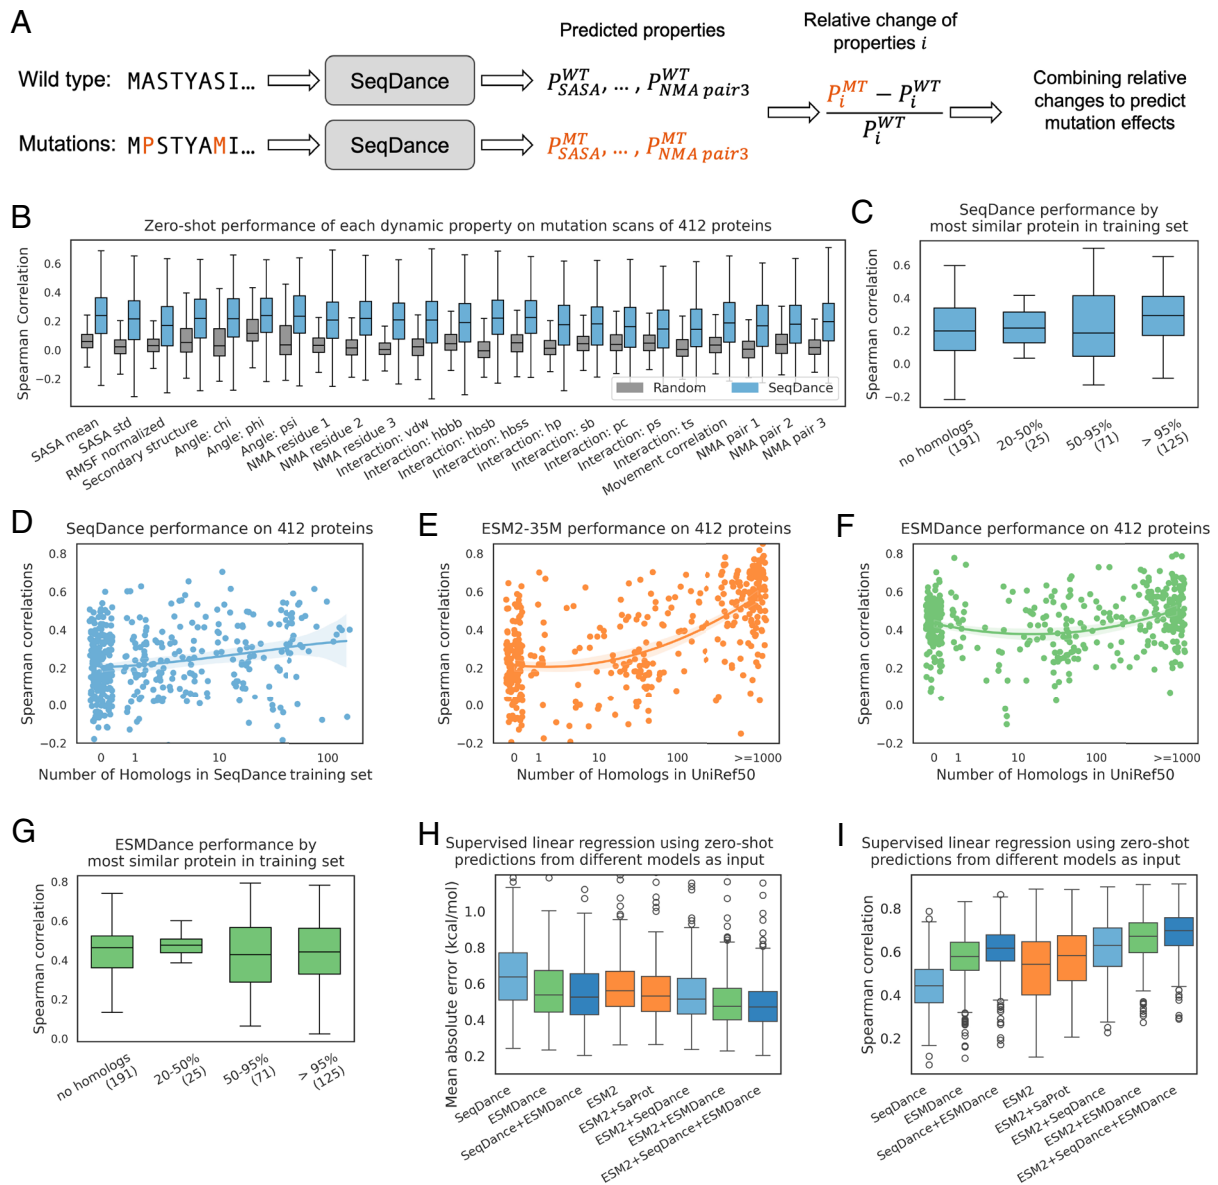 A
Wild type: MASTYASI... SeqDance
Mutations: MPSTYAMI... SeqDance
Predicted properties
P^WT_SASA, ... , P^WT_NMA pair3
P^MT_SASA, ... , P^MT_NMA pair3
Relative change of
properties i
P_i^MT − P_i^WT
P_i^WT
Combining relative
changes to predict
mutation effects
B
Zero-shot performance of each dynamic property on mutation scans of 412 proteins
Spearman Correlation
0.6
0.4
0.2
0.0
−0.2
Random
SeqDance
SASA mean
SASA std
RMSF normalized
Secondary structure
Angle: chi
Angle: phi
Angle: psi
NMA residue 1
NMA residue 2
NMA residue 3
Interaction: vdw
Interaction: hbbb
Interaction: hbsb
Interaction: hbss
Interaction: hp
Interaction: sb
Interaction: pc
Interaction: ps
Interaction: ts
Movement correlation
NMA pair 1
NMA pair 2
NMA pair 3
C
SeqDance performance by
most similar protein in training set
Spearman correlation
0.6
0.4
0.2
0.0
−0.2
no homologs
(191)
20-50%
(25)
50-95%
(71)
> 95%
(125)
D
SeqDance performance on 412 proteins
Spearman correlations
0.8
0.6
0.4
0.2
0.0
−0.2
0 1 10 100
Number of Homologs in SeqDance training set
E
ESM2-35M performance on 412 proteins
Spearman correlations
0.8
0.6
0.4
0.2
0.0
−0.2
0 1 10 100 >=1000
Number of Homologs in UniRef50
F
ESMDance performance on 412 proteins
Spearman correlations
0.8
0.6
0.4
0.2
0.0
−0.2
0 1 10 100 >=1000
Number of Homologs in UniRef50
G
ESMDance performance by
most similar protein in training set
Spearman correlation
0.8
0.6
0.4
0.2
0.0
no homologs
(191)
20-50%
(25)
50-95%
(71)
> 95%
(125)
H
Supervised linear regression using zero-shot
predictions from different models as input
Mean absolute error (kcal/mol)
1.0
0.8
0.6
0.4
0.2
SeqDance
ESMDance
SeqDance+ESMDance
ESM2
ESM2+SaProt
ESM2+SeqDance
ESM2+ESMDance
ESM2+SeqDance+ESMDance
I
Supervised linear regression using zero-shot
predictions from different models as input
Spearman corrlation
0.8
0.6
0.4
0.2
SeqDance
ESMDance
SeqDance+ESMDance
ESM2
ESM2+SaProt
ESM2+SeqDance
ESM2+ESMDance
ESM2+SeqDance+ESMDance